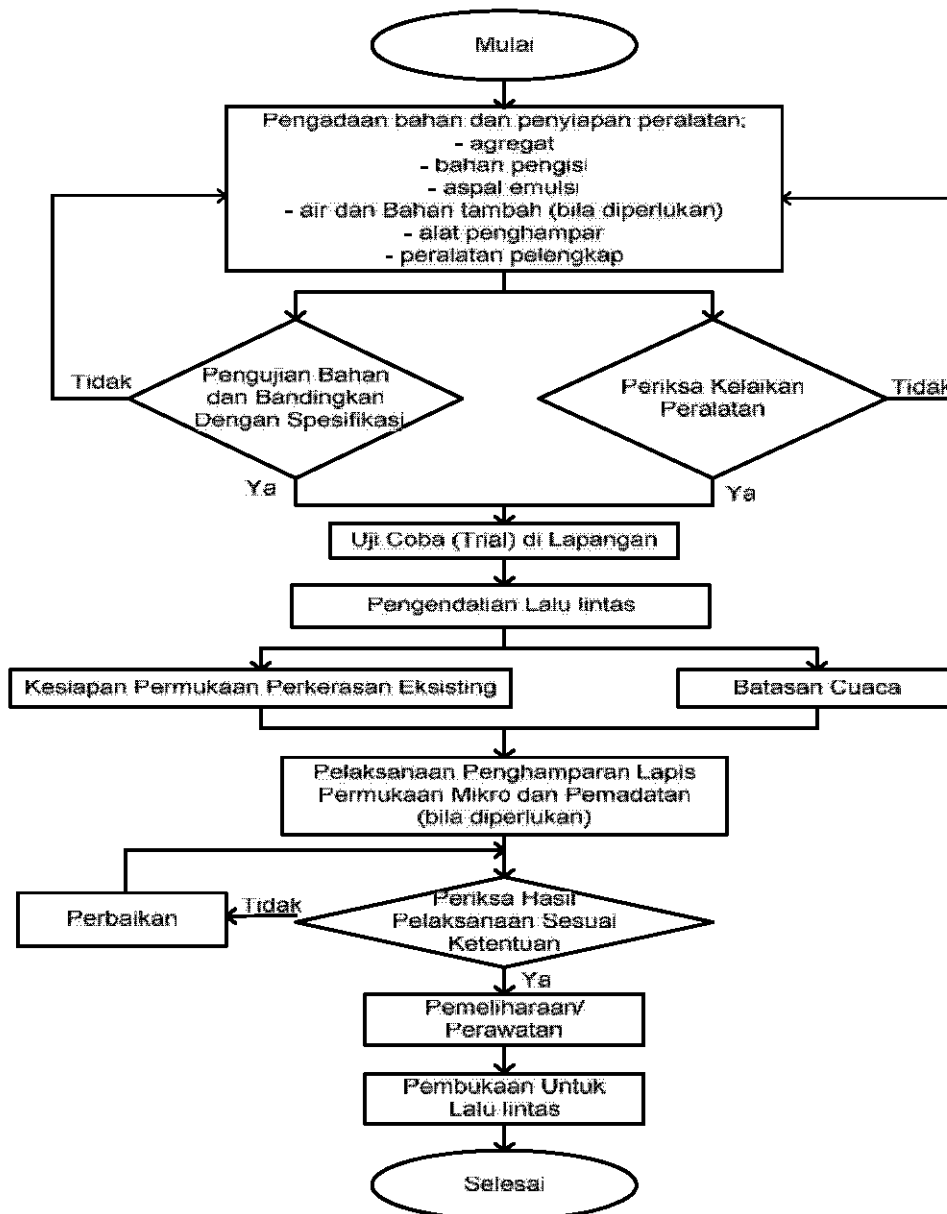 Mulai
Pengadaan bahan dan penyiapan peralatan;
- agregat
- bahan pengisi
- aspal emulsi
- air dan Bahan tambah (bila diperlukan)
- alat penghampar
- peralatan pelengkap
Tidak
Pengujian Bahan
dan Bandingkan
Dengan Spesifikasi
Periksa Kelaikan
Peralatan
Tidak
Ya
Ya
Uji Coba (Trial) di Lapangan
Pengendalian Lalu lintas
Kesiapan Permukaan Perkerasan Eksisting
Batasan Cuaca
Pelaksanaan Penghamparan Lapis
Permukaan Mikro dan Pemadatan
(bila diperlukan)
Perbaikan
Tidak
Periksa Hasil
Pelaksanaan Sesuai
Ketentuan
Ya
Pemeliharaan/
Perawatan
Pembukaan Untuk
Lalu lintas
Selesai